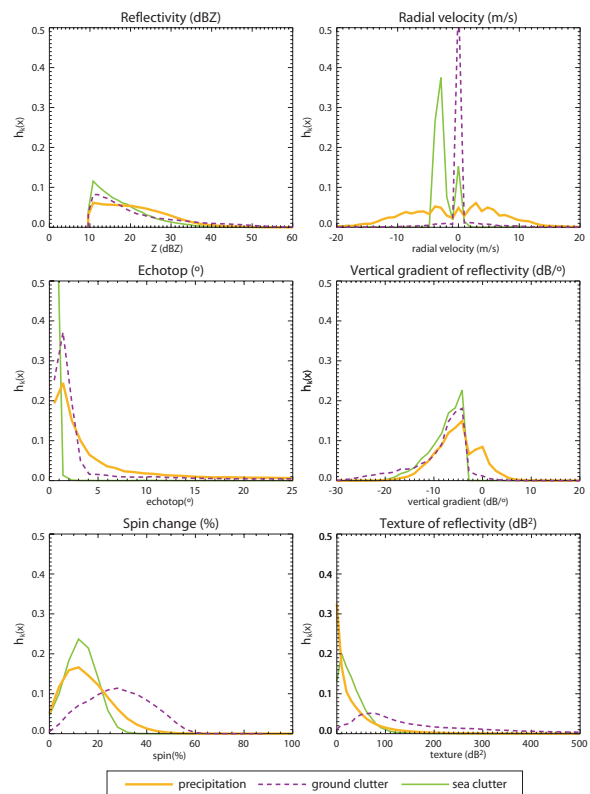 Reflectivity (dBZ)
0.5
0.4
0.3
0.2
0.1
0.0
hk(x)
0 10 20 30 40 50 60
Z (dBZ)
Radial velocity (m/s)
0.5
0.4
0.3
0.2
0.1
0.0
hk(x)
-20 -10 0 10 20
radial velocity (m/s)
Echotop (º)
0.5
0.4
0.3
0.2
0.1
0.0
hk(x)
0 5 10 15 20 25
echotop(º)
Vertical gradient of reflectivity (dB/º)
0.5
0.4
0.3
0.2
0.1
0.0
hk(x)
-30 -20 -10 0 10 20
vertical gradient (dB/º)
Spin change (%)
0.5
0.4
0.3
0.2
0.1
0.0
hk(x)
0 20 40 60 80 100
spin(%)
Texture of reflectivity (dB²)
0.5
0.4
0.3
0.2
0.1
0.0
hk(x)
0 100 200 300 400 500
texture (dB²)
precipitation ground clutter sea clutter